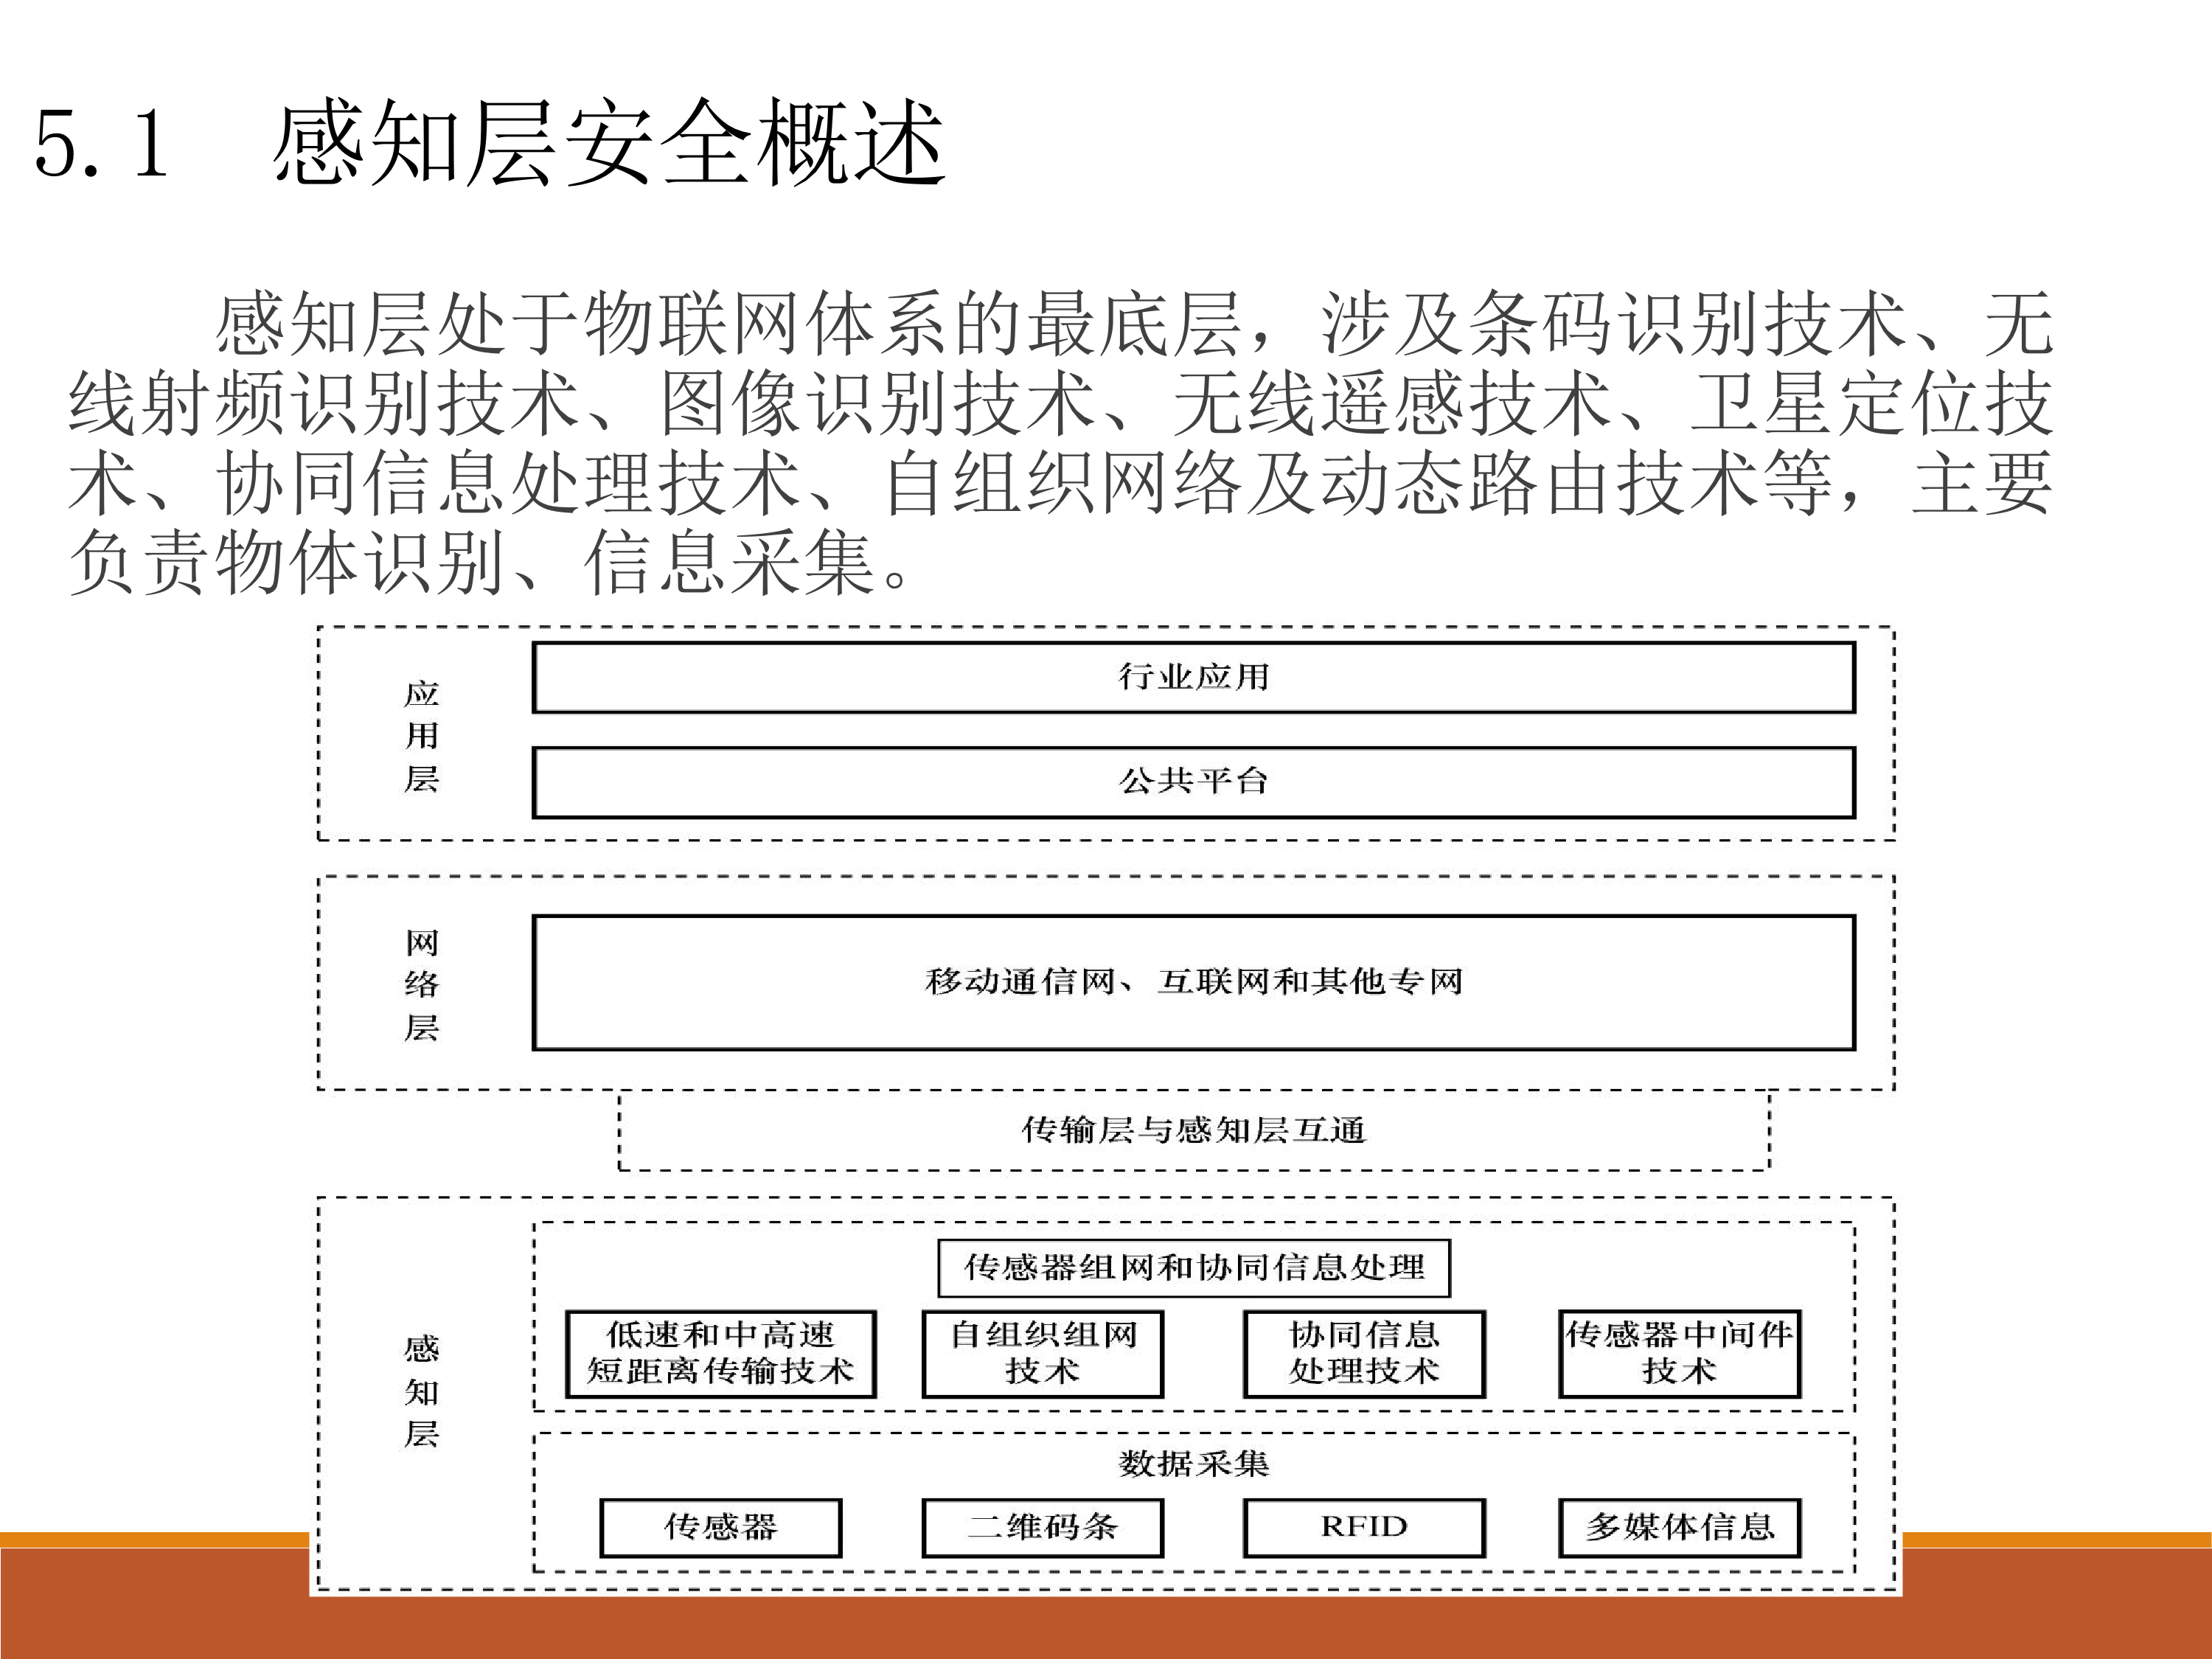 5.1 感知层安全概述
感知层处于物联网体系的最底层，涉及条码识别技术、无
线射频识别技术、图像识别技术、无线遥感技术、卫星定位技
术、协同信息处理技术、自组织网络及动态路由技术等，主要
负责物体识别、信息采集。
应用层
行业应用
公共平台
网络层
移动通信网、互联网和其他专网
传输层与感知层互通
感知层
传感器组网和协同信息处理
低速和中高速
短距离传输技术
自组织组网
技术
协同信息
处理技术
传感器中间件
技术
数据采集
传感器
二维码条
RFID
多媒体信息